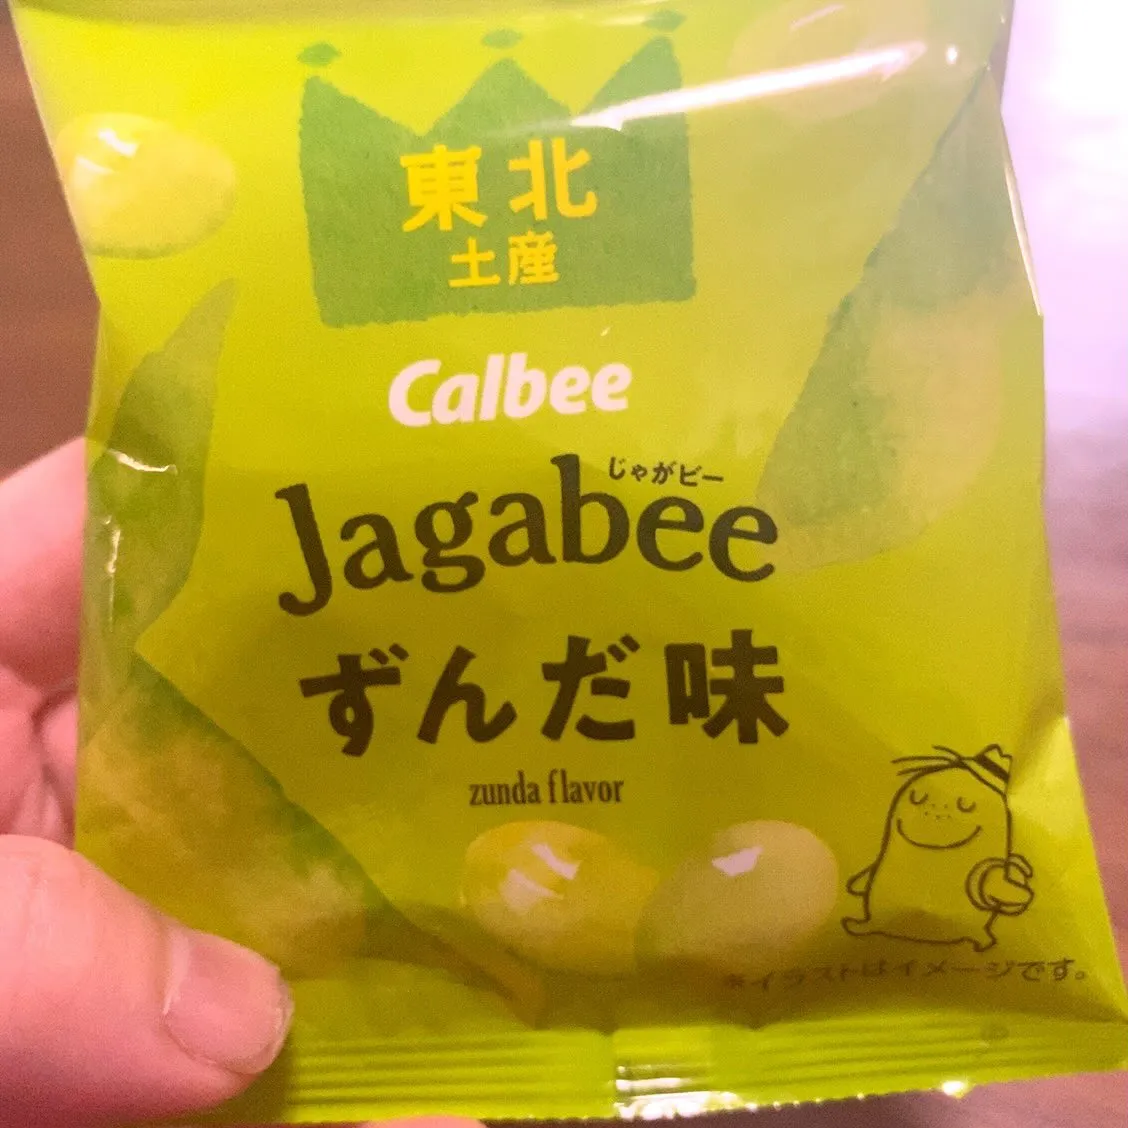 東北
土産
Calbee
じゃがビー
Jagabee
ずんだ味
zunda flavor
※イラストはイメージです。